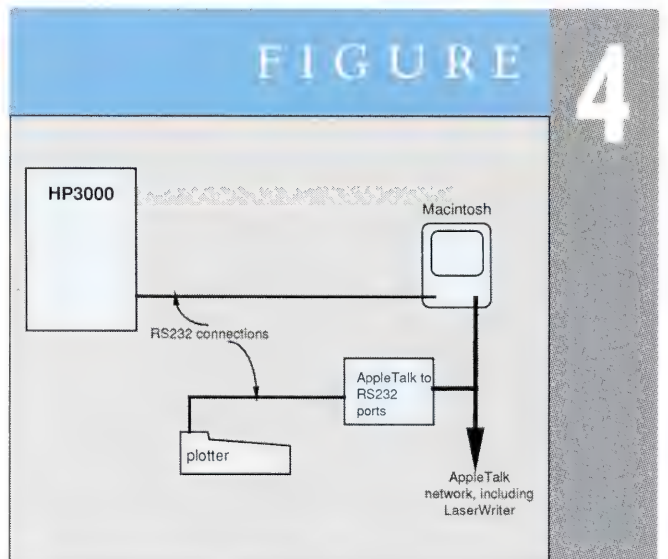 FIGURE 4
HP3000
Macintosh
RS232 connections
AppleTalk to
RS232
ports
plotter
AppleTalk
network, including
LaserWriter